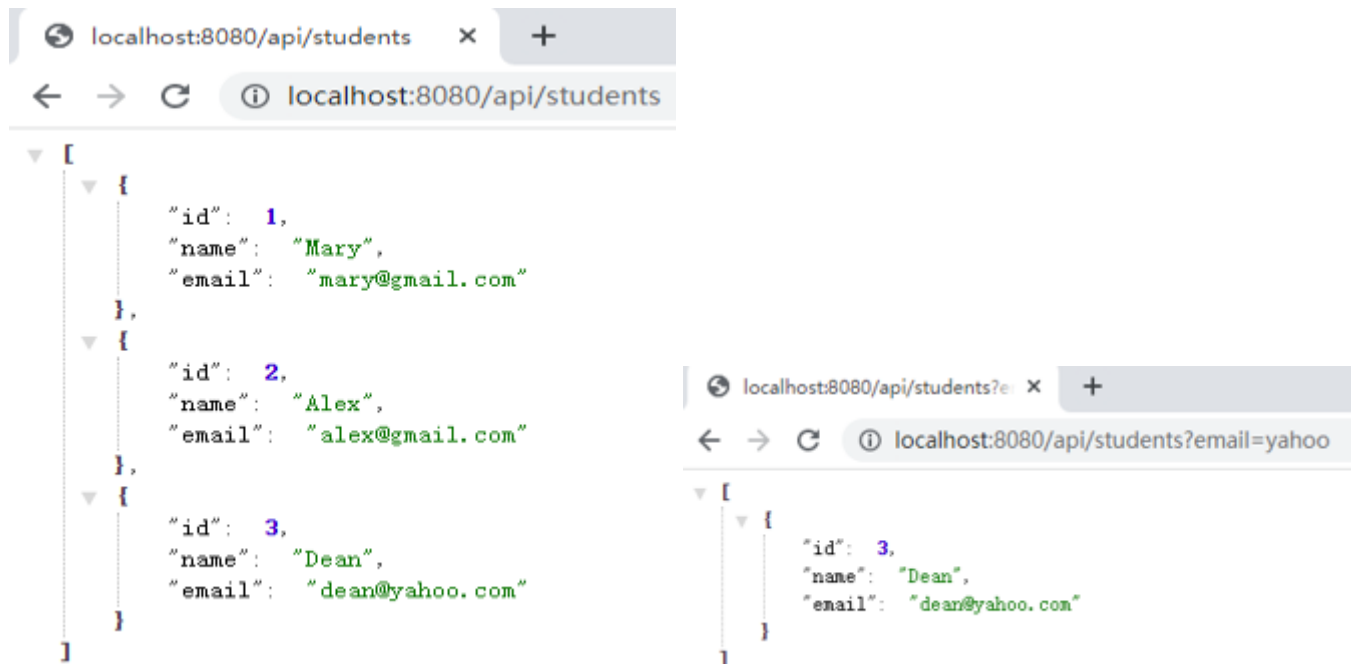 localhost:8080/api/students
localhost:8080/api/students
[
{
"id": 1,
"name": "Mary",
"email": "mary@gmail.com"
},
{
"id": 2,
"name": "Alex",
"email": "alex@gmail.com"
},
{
"id": 3,
"name": "Dean",
"email": "dean@yahoo.com"
}
]
localhost:8080/api/students?e
localhost:8080/api/students?email=yahoo
[
{
"id": 3,
"name": "Dean",
"email": "dean@yahoo.com"
}
]